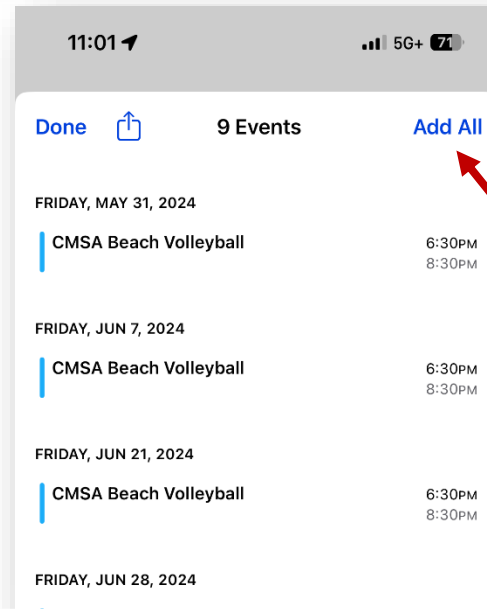 11:01 5G+ 71
Done 9 Events Add All
FRIDAY, MAY 31, 2024
CMSA Beach Volleyball 6:30PM
8:30PM
FRIDAY, JUN 7, 2024
CMSA Beach Volleyball 6:30PM
8:30PM
FRIDAY, JUN 21, 2024
CMSA Beach Volleyball 6:30PM
8:30PM
FRIDAY, JUN 28, 2024